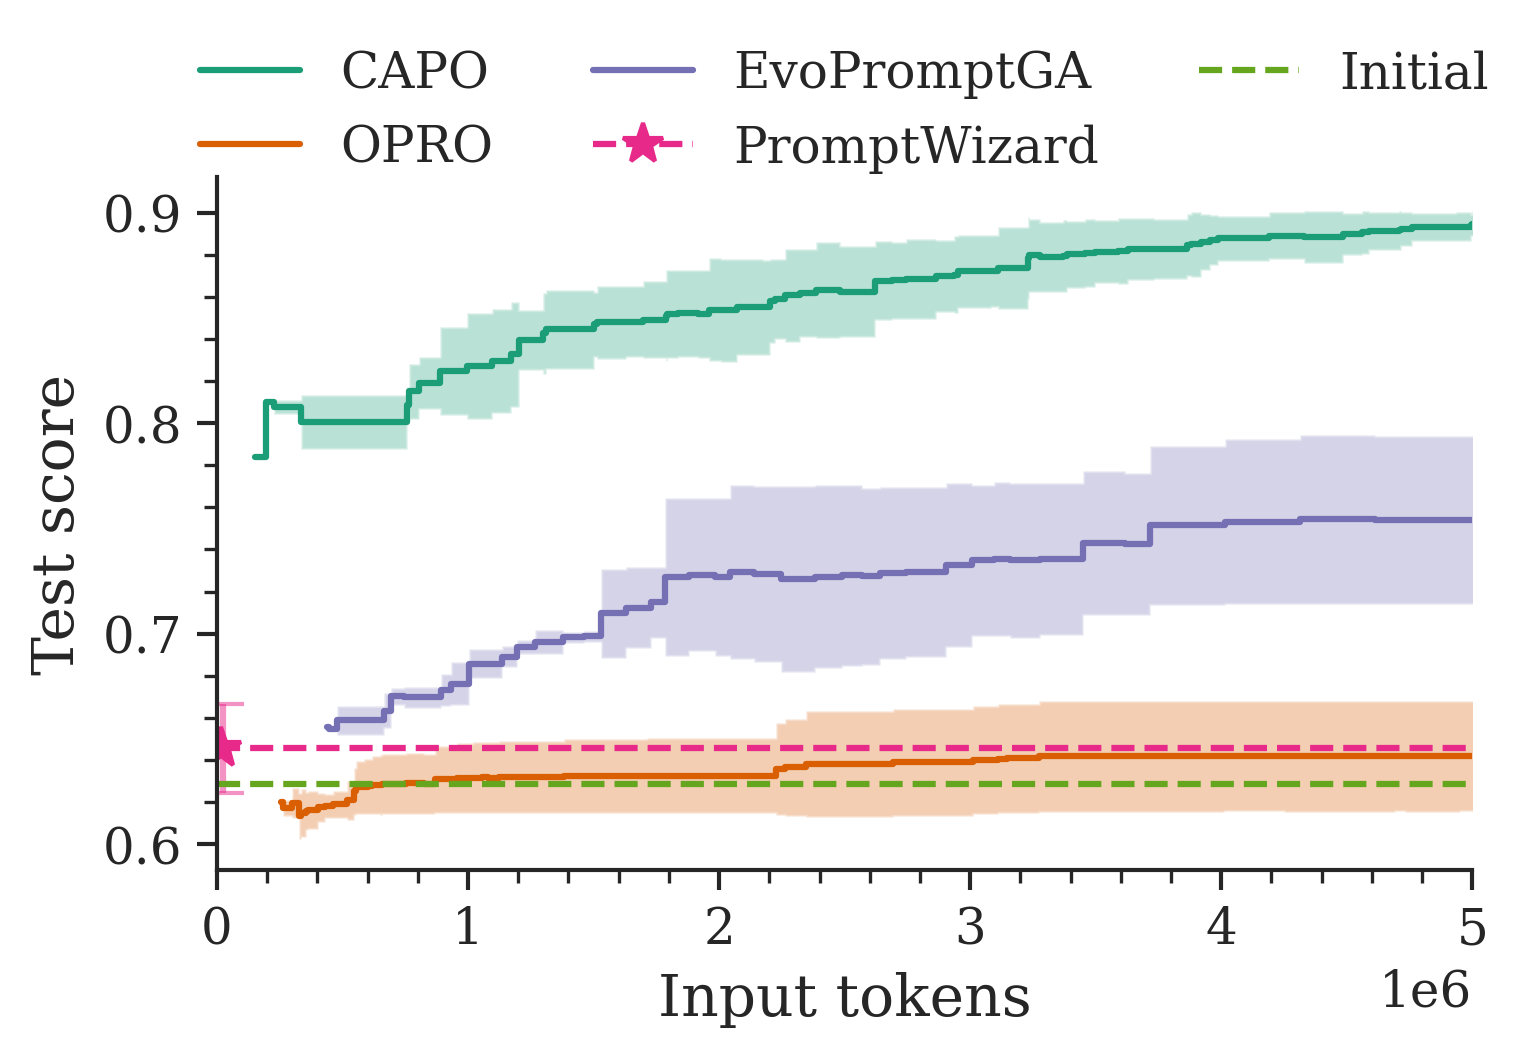 CAPO EvoPromptGA Initial
OPRO PromptWizard
0.9
0.8
0.7
0.6
Test score
0 1 2 3 4 5
1e6
Input tokens